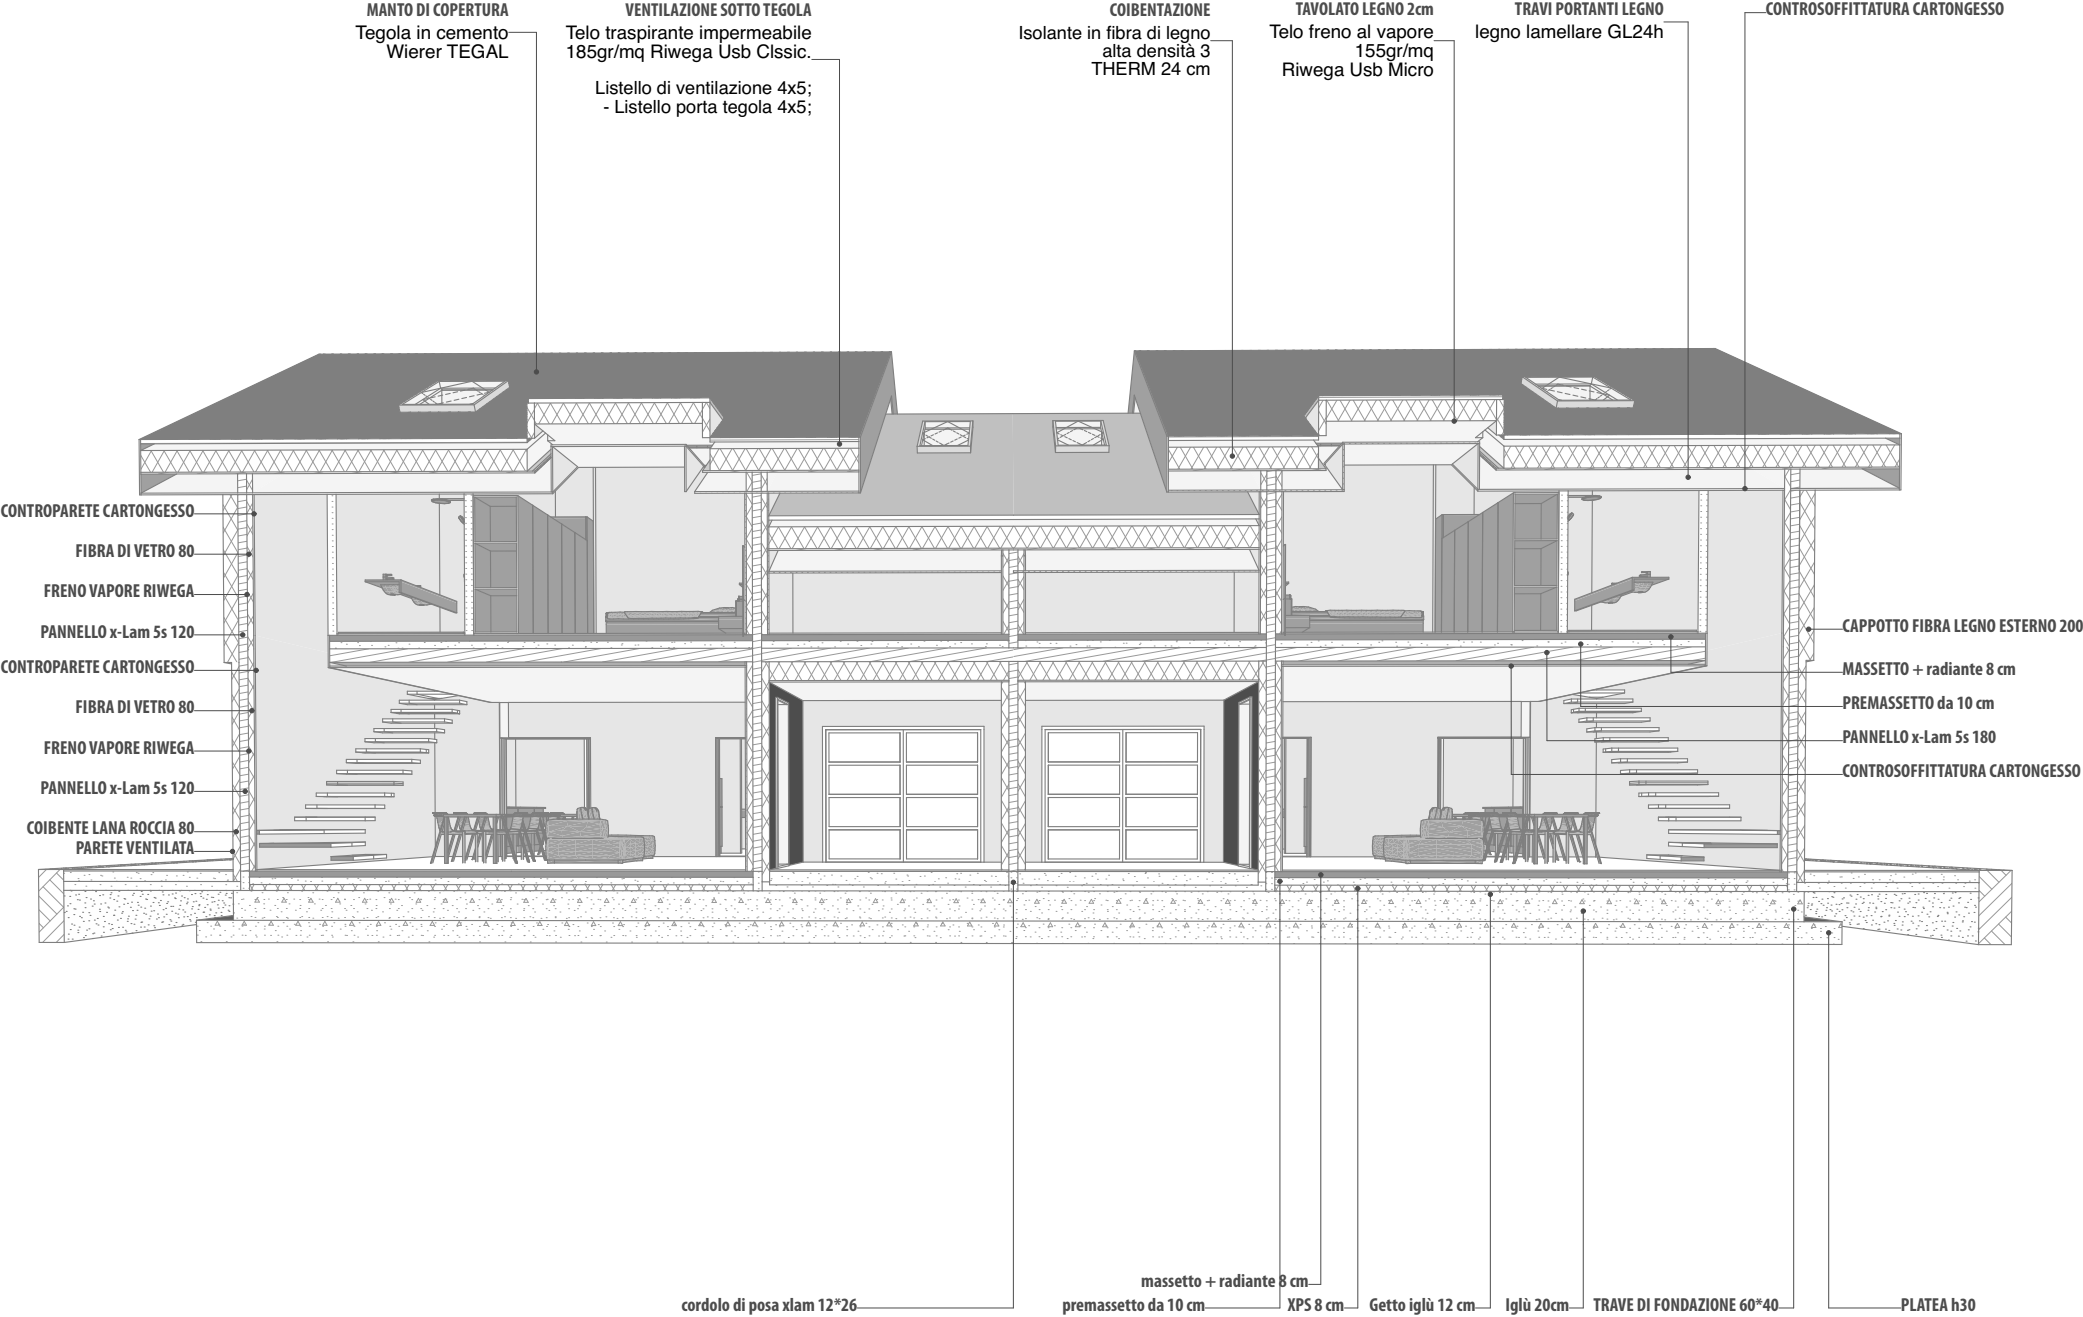 MANTO DI COPERTURA
Tegola in cemento
Wierer TEGAL
VENTILAZIONE SOTTO TEGOLA
Telo traspirante impermeabile
185gr/mq Riwega Usb Clssic.
Listello di ventilazione 4x5;
- Listello porta tegola 4x5;
COIBENTAZIONE
Isolante in fibra di legno
alta densità 3
THERM 24 cm
TAVOLATO LEGNO 2cm
Telo freno al vapore
155gr/mq
Riwega Usb Micro
TRAVI PORTANTI LEGNO
legno lamellare GL24h
CONTROSOFFITTATURA CARTONGESSO
CONTROPARETE CARTONGESSO
FIBRA DI VETRO 80
FRENO VAPORE RIWEGA
PANNELLO x-Lam 5s 120
CONTROPARETE CARTONGESSO
FIBRA DI VETRO 80
FRENO VAPORE RIWEGA
PANNELLO x-Lam 5s 120
COIBENTE LANA ROCCIA 80
PARETE VENTILATA
CAPPOTTO FIBRA LEGNO ESTERNO 200
MASSETTO + radiante 8 cm
PREMASSETTO da 10 cm
PANNELLO x-Lam 5s 180
CONTROSOFFITTATURA CARTONGESSO
massetto + radiante 8 cm
cordolo di posa xlam 12*26
premassetto da 10 cm
XPS 8 cm
Getto iglù 12 cm
Iglù 20cm
TRAVE DI FONDAZIONE 60*40
PLATEA h30